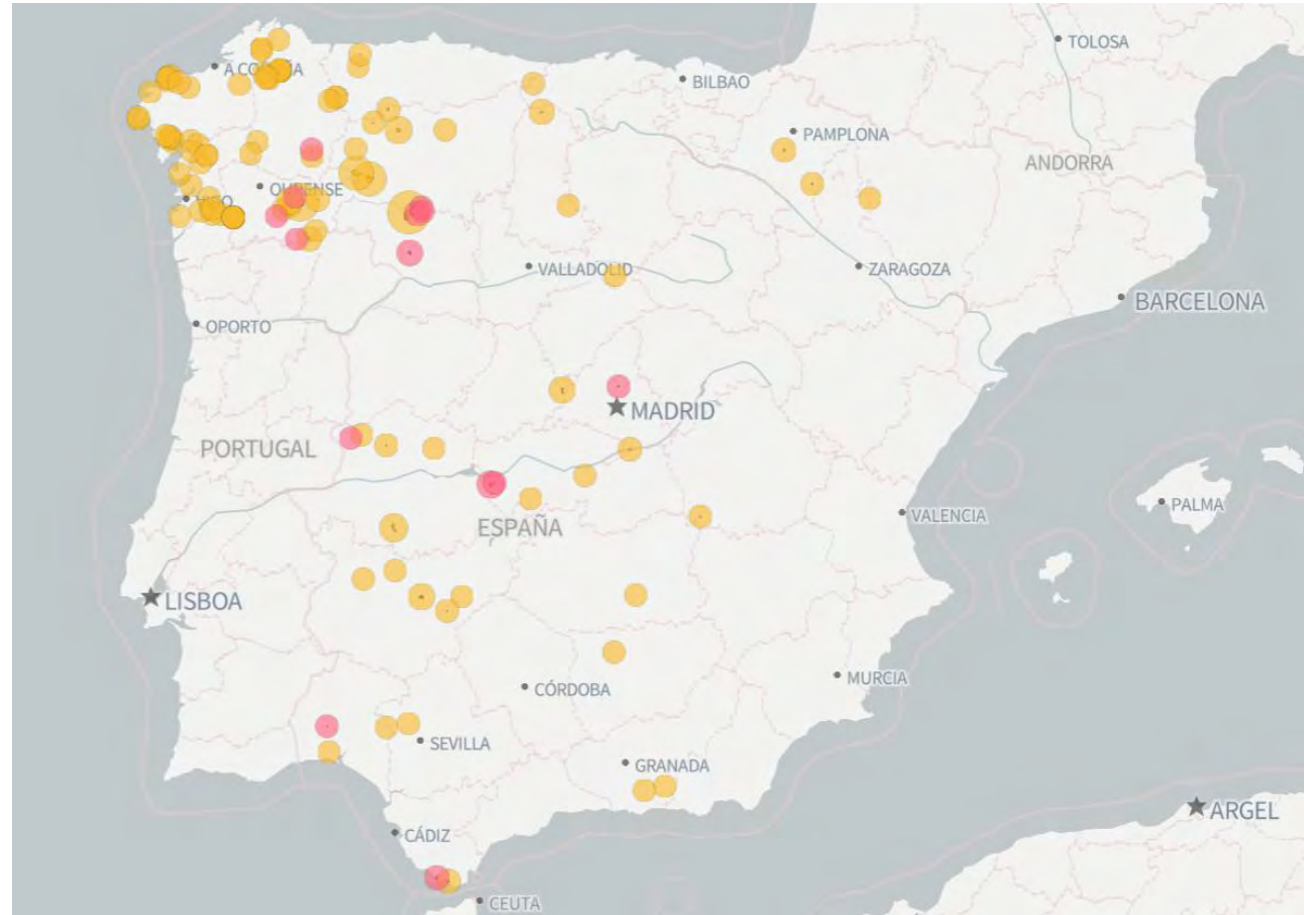 TOLOSA
A CORUÑA
BILBAO
PAMPLONA
ANDORRA
OURENSE
VIGO
VALLADOLID
ZARAGOZA
BARCELONA
OPORTO
MADRID
PORTUGAL
PALMA
VALENCIA
ESPAÑA
LISBOA
MURCIA
CÓRDOBA
SEVILLA
GRANADA
ARGEL
CÁDIZ
CEUTA